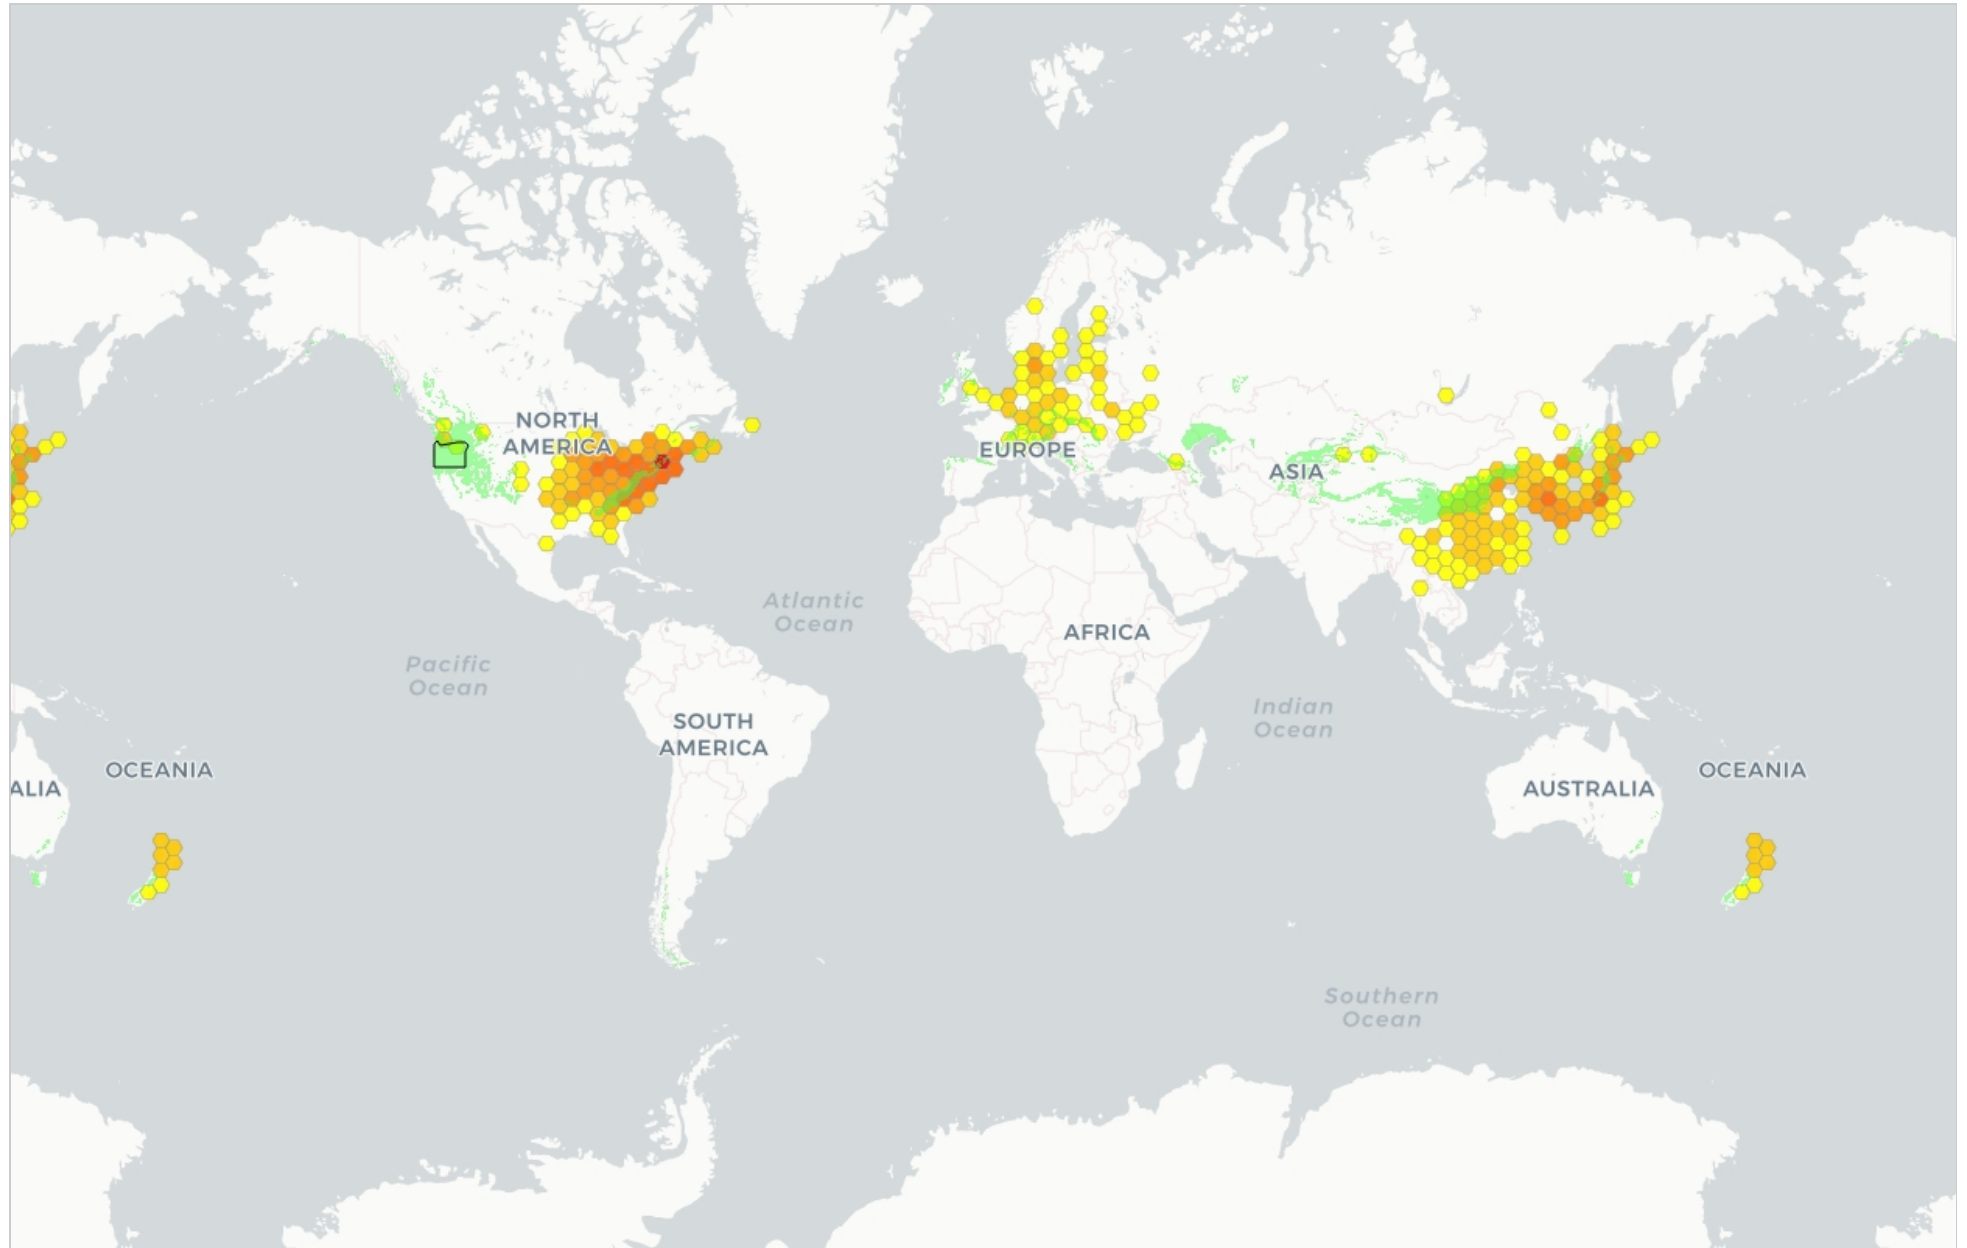 NORTH
AMERICA
EUROPE
ASIA
Atlantic
Ocean
AFRICA
Pacific
Ocean
SOUTH
AMERICA
Indian
Ocean
OCEANIA
ALIA
AUSTRALIA
OCEANIA
Southern
Ocean